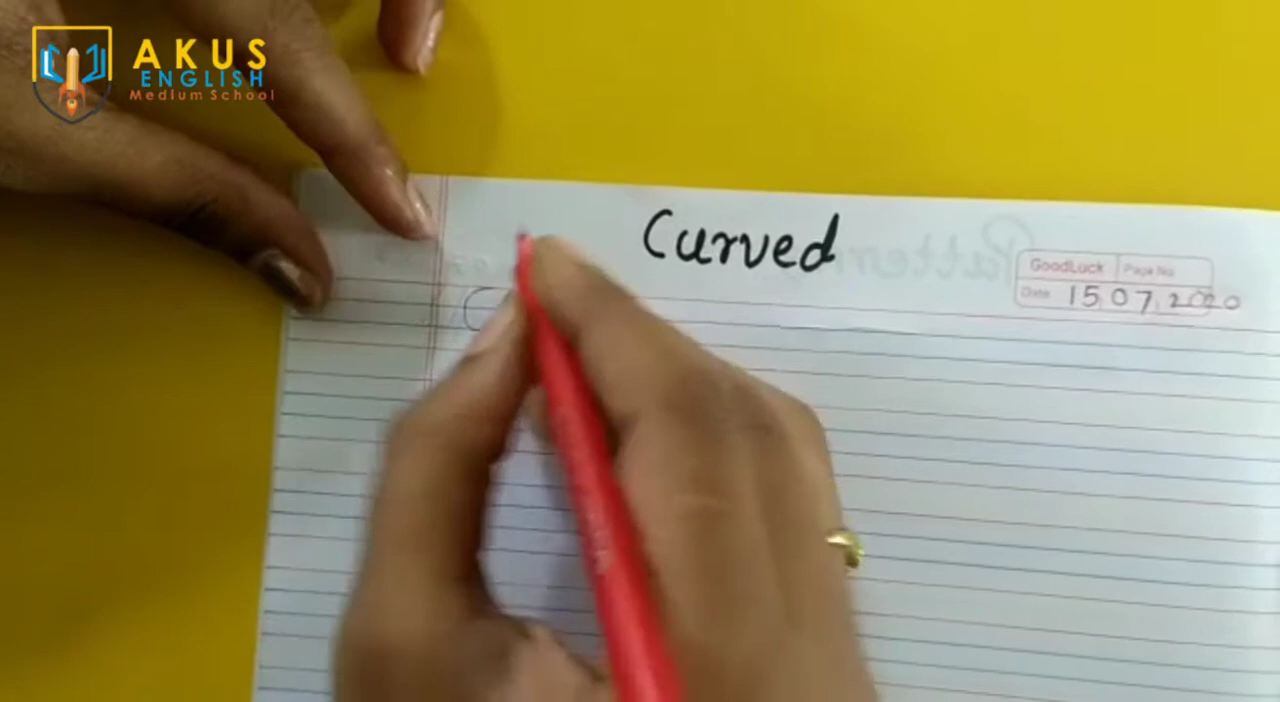 AKUS
ENGLISH
Medium School
Curved
GoodLuck Page No.
Date 15.07.2020
C